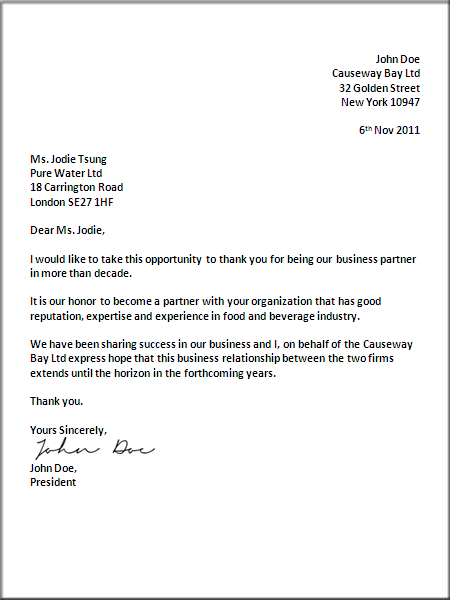 John Doe
Causeway Bay Ltd
32 Golden Street
New York 10947
6th Nov 2011
Ms. Jodie Tsung
Pure Water Ltd
18 Carrington Road
London SE27 1HF
Dear Ms. Jodie,
I would like to take this opportunity to thank you for being our business partner
in more than decade.
It is our honor to become a partner with your organization that has good
reputation, expertise and experience in food and beverage industry.
We have been sharing success in our business and I, on behalf of the Causeway
Bay Ltd express hope that this business relationship between the two firms
extends until the horizon in the forthcoming years.
Thank you.
Yours Sincerely,
John Doe
John Doe,
President